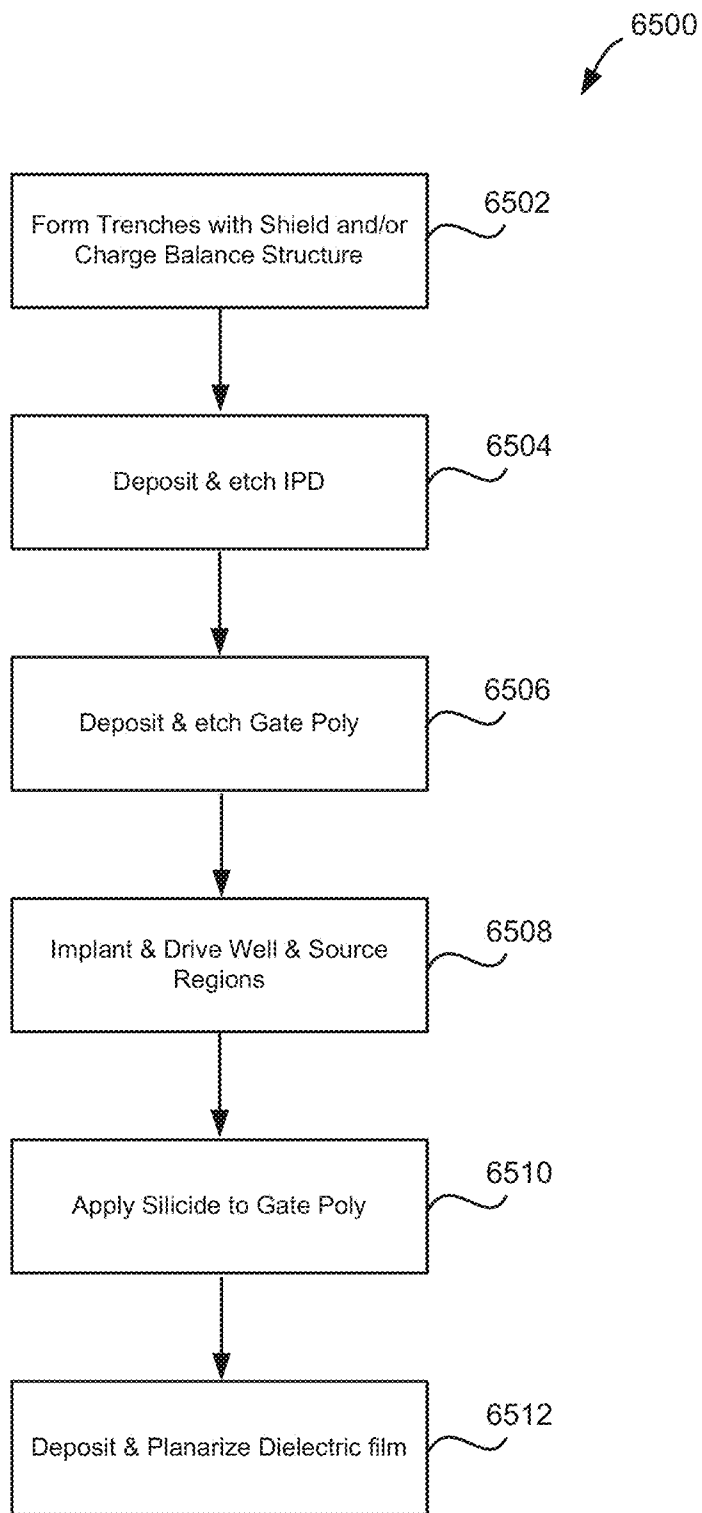 6500
Form Trenches with Shield and/or
Charge Balance Structure
6502
Deposit & etch IPD
6504
Deposit & etch Gate Poly
6506
Implant & Drive Well & Source
Regions
6508
Apply Silicide to Gate Poly
6510
Deposit & Planarize Dielectric film
6512